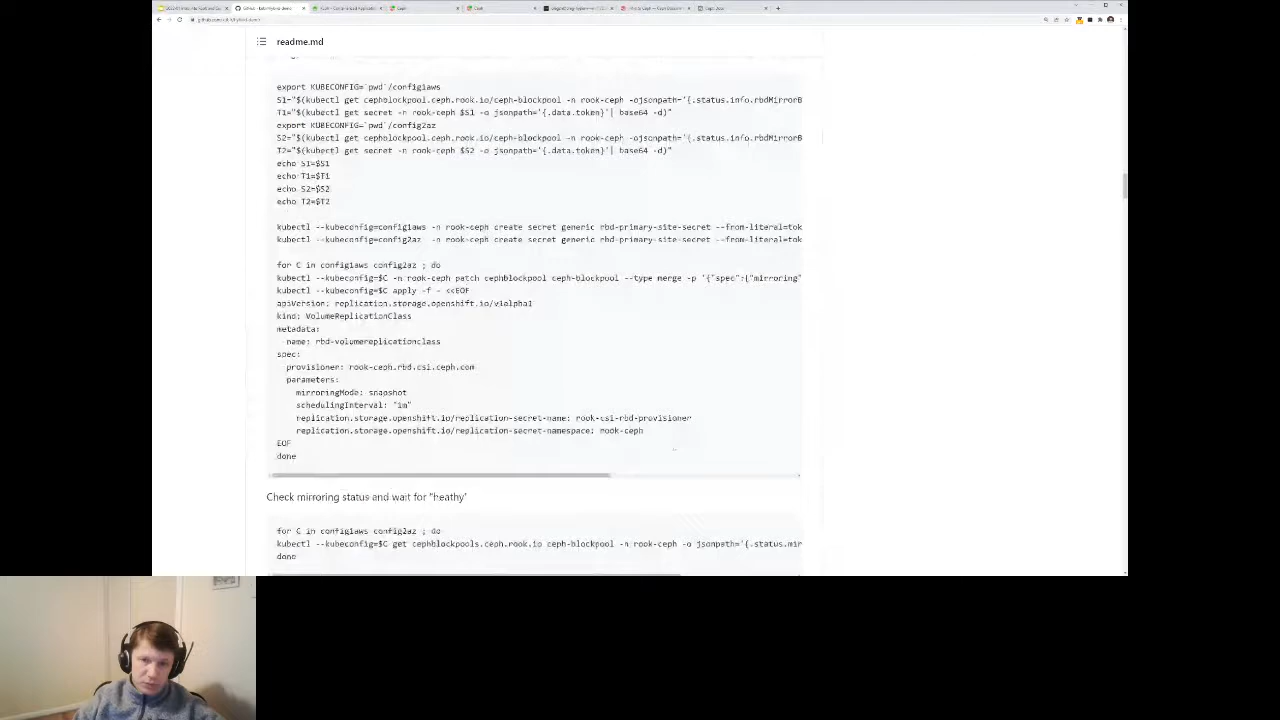 readme.md
export KUBECONFIG=`pwd`/config1aws
S1="$(kubectl get cephblockpool.ceph.rook.io/ceph-blockpool -n rook-ceph -ojsonpath='{.status.info.rbdMirrorB
T1="$(kubectl get secret -n rook-ceph $S1 -o jsonpath='{.data.token}'| base64 -d)"
export KUBECONFIG=`pwd`/config2az
S2="$(kubectl get cephblockpool.ceph.rook.io/ceph-blockpool -n rook-ceph -ojsonpath='{.status.info.rbdMirrorB
T2="$(kubectl get secret -n rook-ceph $S2 -o jsonpath='{.data.token}'| base64 -d)"
echo S1=$S1
echo T1=$T1
echo S2=$S2
echo T2=$T2
kubectl --kubeconfig=config1aws -n rook-ceph create secret generic rbd-primary-site-secret --from-literal=tok
kubectl --kubeconfig=config2az -n rook-ceph create secret generic rbd-primary-site-secret --from-literal=tok
for C in config1aws config2az ; do
kubectl --kubeconfig=$C -n rook-ceph patch cephblockpool ceph-blockpool --type merge -p '{"spec":{"mirroring"
kubectl --kubeconfig=$C apply -f - <<EOF
apiVersion: replication.storage.openshift.io/v1alpha1
kind: VolumeReplicationClass
metadata:
name: rbd-volumereplicationclass
spec:
provisioner: rook-ceph.rbd.csi.ceph.com
parameters:
mirroringMode: snapshot
schedulingInterval: "1m"
replication.storage.openshift.io/replication-secret-name: rook-csi-rbd-provisioner
replication.storage.openshift.io/replication-secret-namespace: rook-ceph
EOF
done
Check mirroring status and wait for "heathy"
for C in config1aws config2az ; do
kubectl --kubeconfig=$C get cephblockpools.ceph.rook.io ceph-blockpool -n rook-ceph -o jsonpath='{.status.mir
done